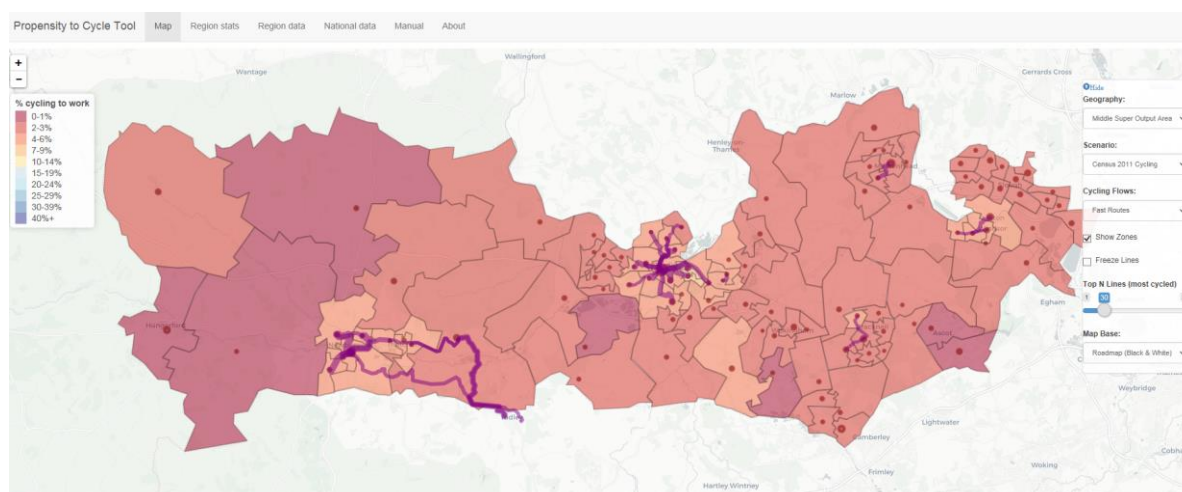 Propensity to Cycle Tool Map Region stats Region data National data Manual About
+
−
% cycling to work
0-1%
2-3%
4-6%
7-9%
10-14%
15-19%
20-24%
25-29%
30-39%
40%+
Wantage
Wallingford
Marlow
Gerrards Cross
Henley-on-
Thames
Ascot
Egham
Weybridge
Lightwater
Camberley
Frimley
Woking
Hartley Wintney
Hide
Geography:
Middle Super Output Area
Scenario:
Census 2011 Cycling
Cycling Flows:
Fast Routes
Show Zones
Freeze Lines
Top N Lines (most cycled)
1
30
Map Base:
Roadmap (Black & White)